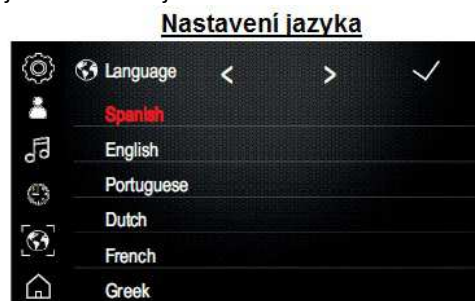 Nastavení jazyka
Language < >
Spanish
English
Portuguese
Dutch
French
Greek